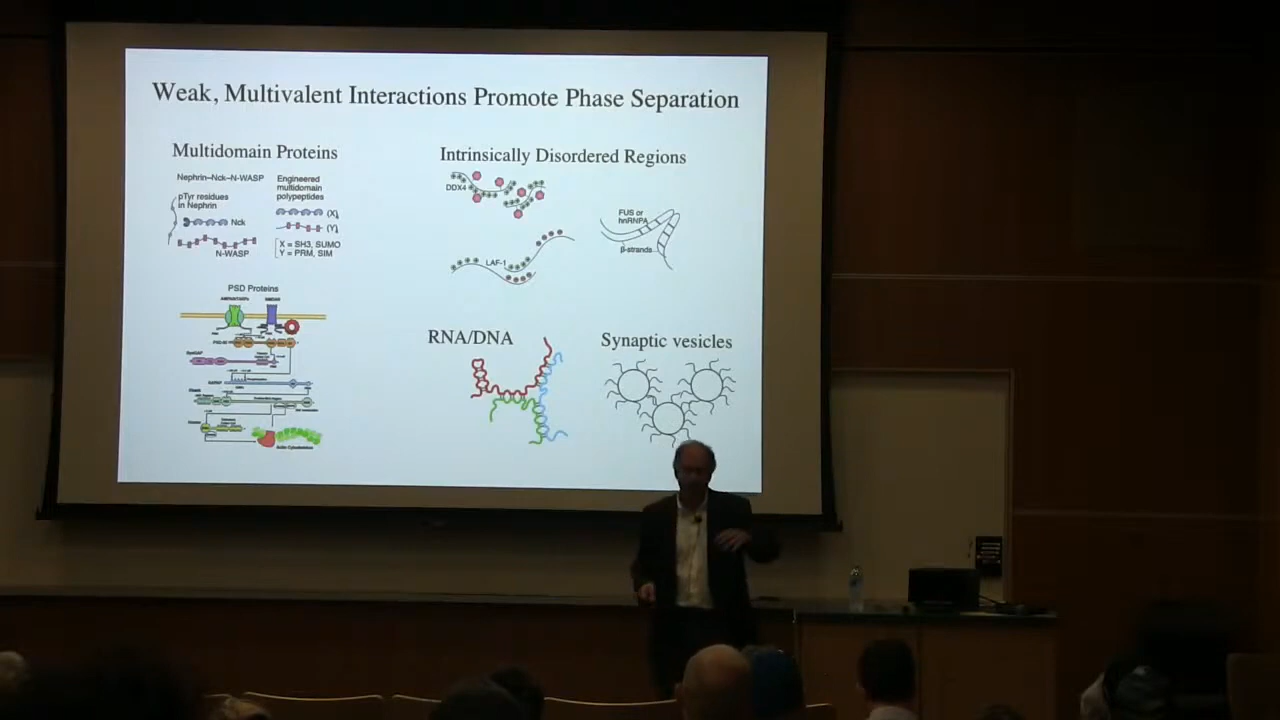 Weak, Multivalent Interactions Promote Phase Separation
Multidomain Proteins
Nephrin–Nck–N-WASP
pTyr residues
in Nephrin
Nck
N-WASP
Engineered
multidomain
polypeptides
(X)
(Y)
X = SH3, SUMO
Y = PRM, SIM
PSD Proteins
Actin Cytoskeleton
Intrinsically Disordered Regions
DDX4
LAF-1
FUS or
hnRNPA
β-strands
RNA/DNA
Synaptic vesicles